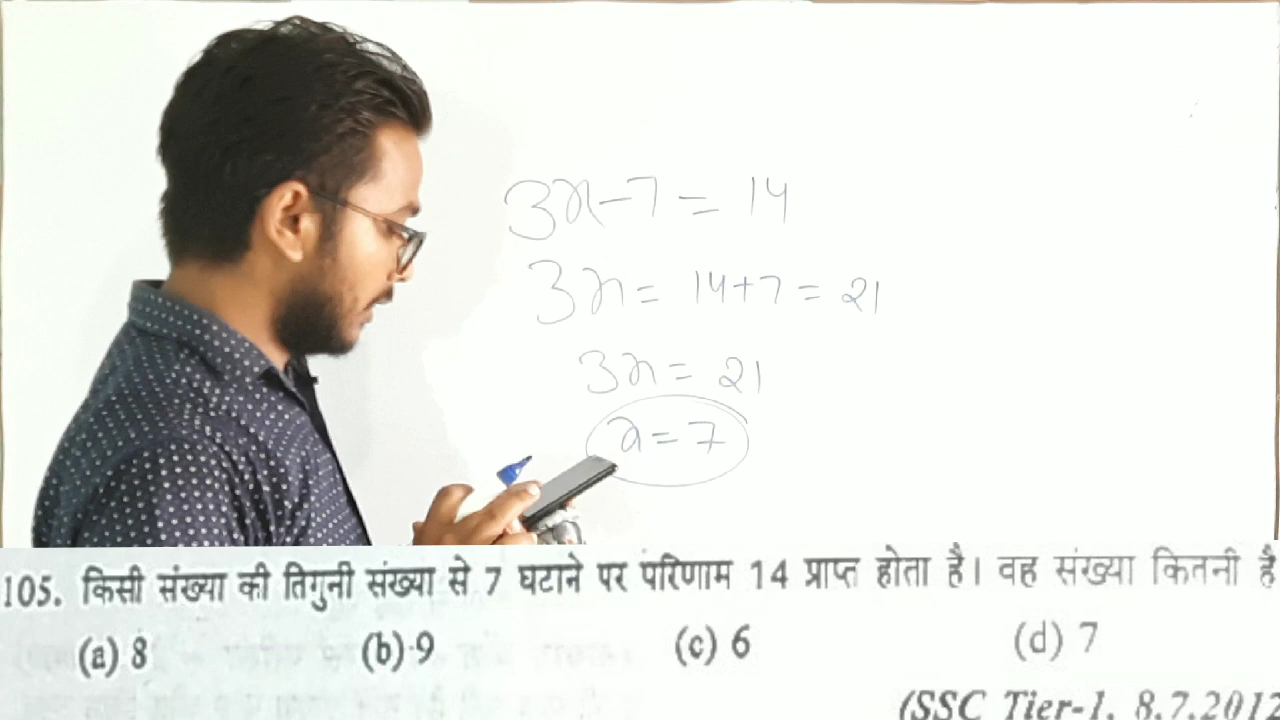 3x-7 = 14
3x = 14+7 = 21
3x = 21
x = 7
105. किसी संख्या की तिगुनी संख्या से 7 घटाने पर परिणाम 14 प्राप्त होता है। वह संख्या कितनी है
(a) 8 (b) 9 (c) 6 (d) 7
(SSC Tier-1, 8.7.2012